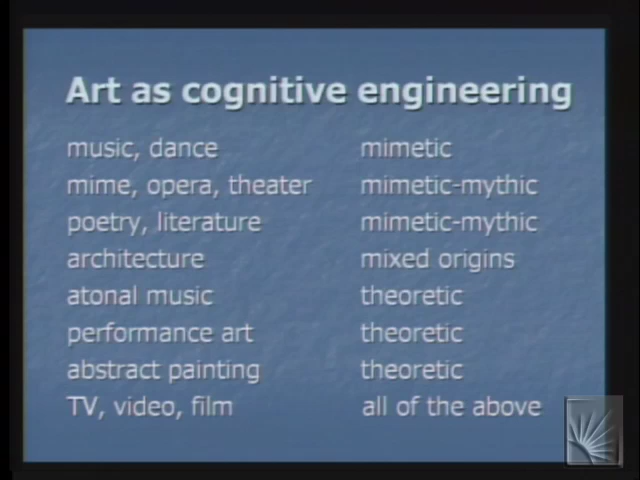 Art as cognitive engineering
music, dance mimetic
mime, opera, theater mimetic-mythic
poetry, literature mimetic-mythic
architecture mixed origins
atonal music theoretic
performance art theoretic
abstract painting theoretic
TV, video, film all of the above